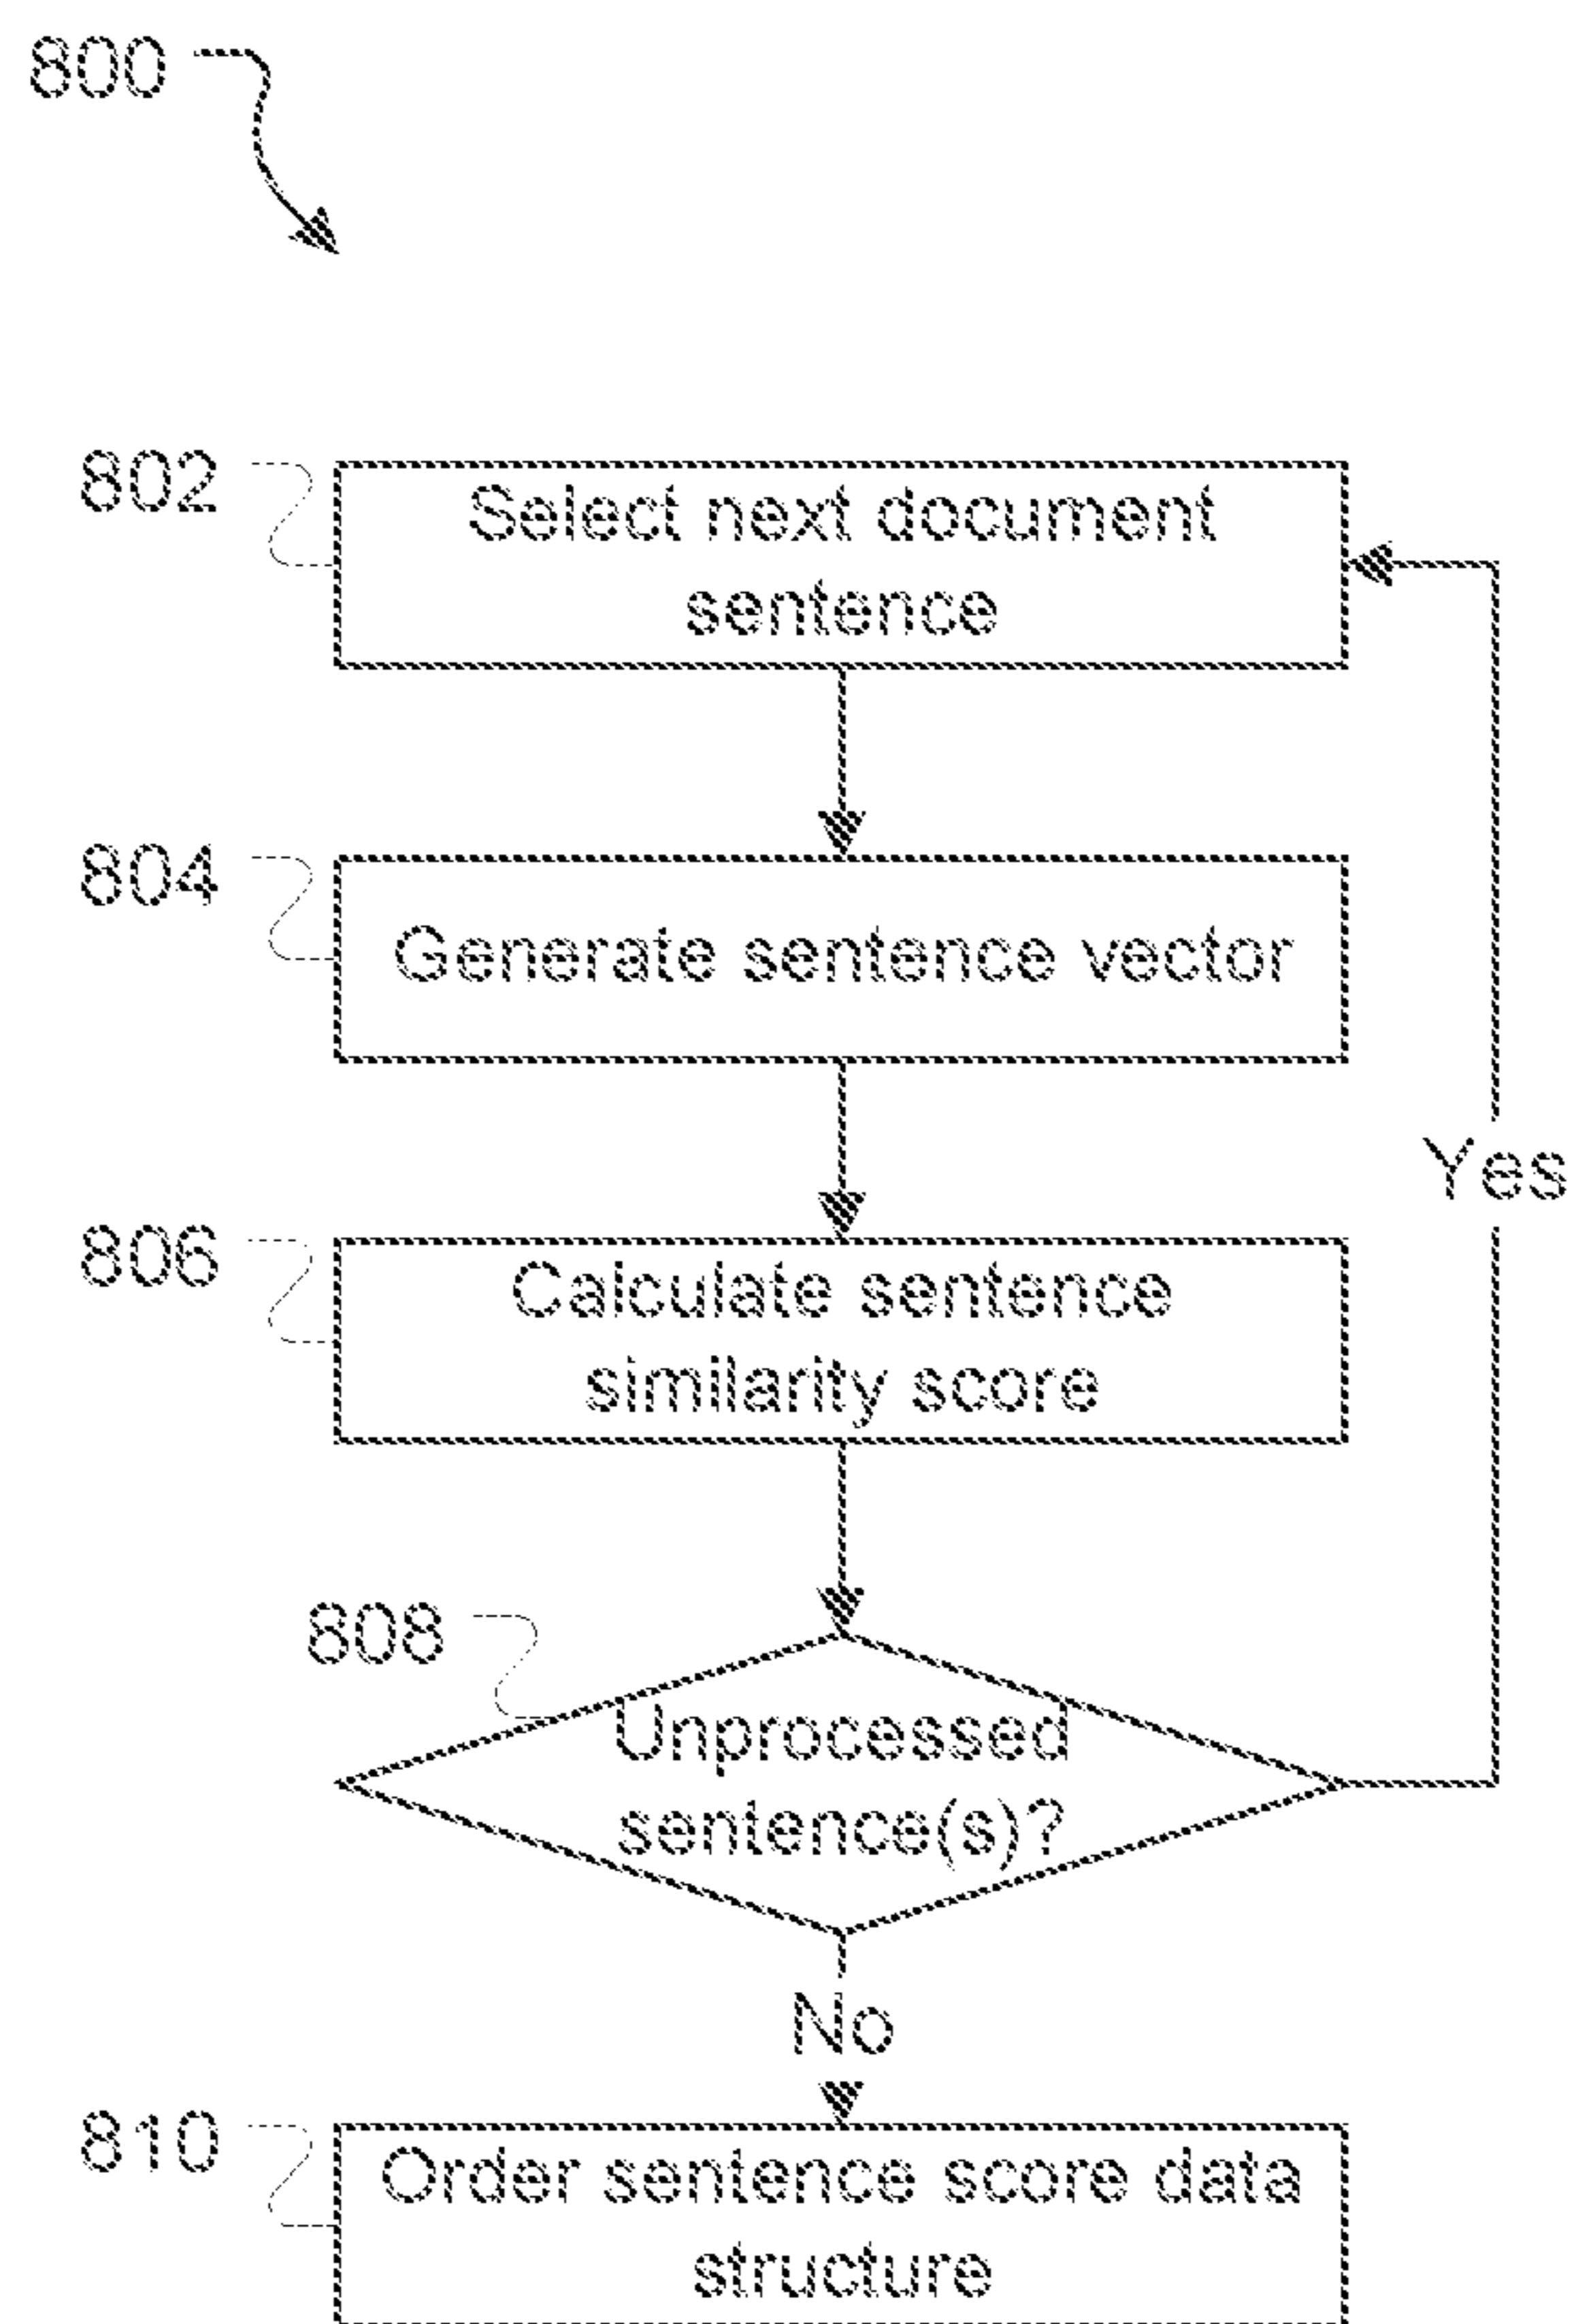 800
802
Select next document
sentence
804
Generate sentence vector
806
Calculate sentence
similarity score
Yes
808
Unprocessed
sentence(s)?
No
810
Order sentence score data
structure